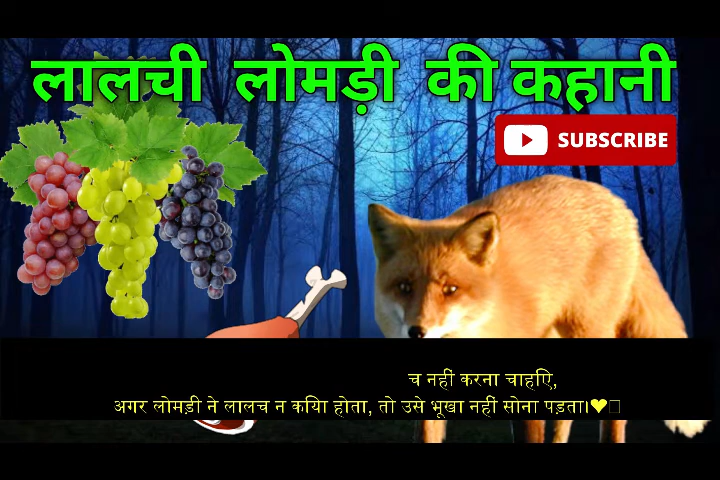 लालची लोमड़ी की कहानी
SUBSCRIBE
च नहीं करना चाहिए,
अगर लोमड़ी ने लालच न किया होता, तो उसे भूखा नहीं सोना पड़ता।♥